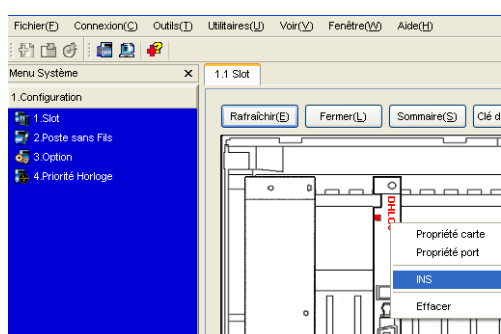 Fichier(F) Connexion(C) Outils(T) Utilitaires(U) Voir(V) Fenêtre(W) Aide(H)
Menu Système
1.1 Slot
1.Configuration
1.Slot
2.Poste sans Fils
3.Option
4.Priorité Horloge
Rafraîchir(E) Fermer(L) Sommaire(S) Clé d
Propriété carte
Propriété port
INS
Effacer